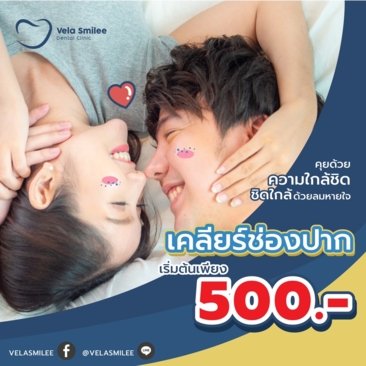 Vela Smilee
Dental Clinic
คุยด้วย
ความใกล้ชิด
ชิดใกล้ด้วยลมหายใจ
เคลียร์ช่องปาก
เริ่มต้นเพียง
500.-
VELASMILEE @VELASMILEE LINE